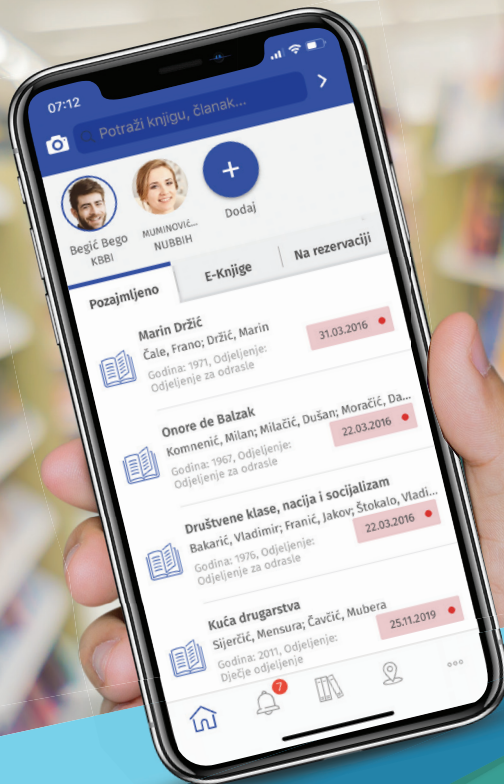 07:12
Potraži knjigu, članak...
Begić Bego
KBBI
MUMINOVIĆ...
NUBBIH
Dodaj
Pozajmljeno
E-Knjige
Na rezervaciji
Marin Držić
Čale, Frano; Držić, Marin
Godina: 1971, Odjeljenje:
Odjeljenje za odrasle
31.03.2016
Onore de Balzak
Komnenić, Milan; Milačić, Dušan; Moračić, Da...
Godina: 1967, Odjeljenje:
Odjeljenje za odrasle
22.03.2016
Društvene klase, nacija i socijalizam
Bakarić, Vladimir; Franić, Jakov; Štokalo, Vladi...
Godina: 1976, Odjeljenje:
Odjeljenje za odrasle
22.03.2016
Kuća drugarstva
Sijerčić, Mensura; Čavčić, Mubera
Godina: 2011, Odjeljenje:
Dječje odjeljenje
25.11.2019
7